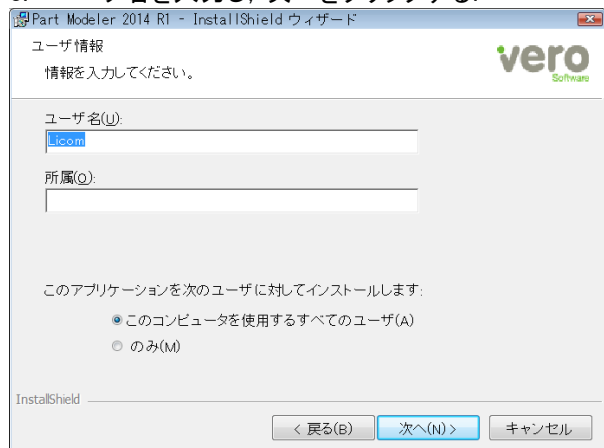 Part Modeler 2014 R1 - InstallShield ウィザード
ユーザ情報
情報を入力してください。
vero
Software
ユーザ名(U):
Licom
所属(O):
このアプリケーションを次のユーザに対してインストールします:
このコンピュータを使用するすべてのユーザ(A)
のみ(M)
InstallShield
< 戻る(B)
次へ(N) >
キャンセル